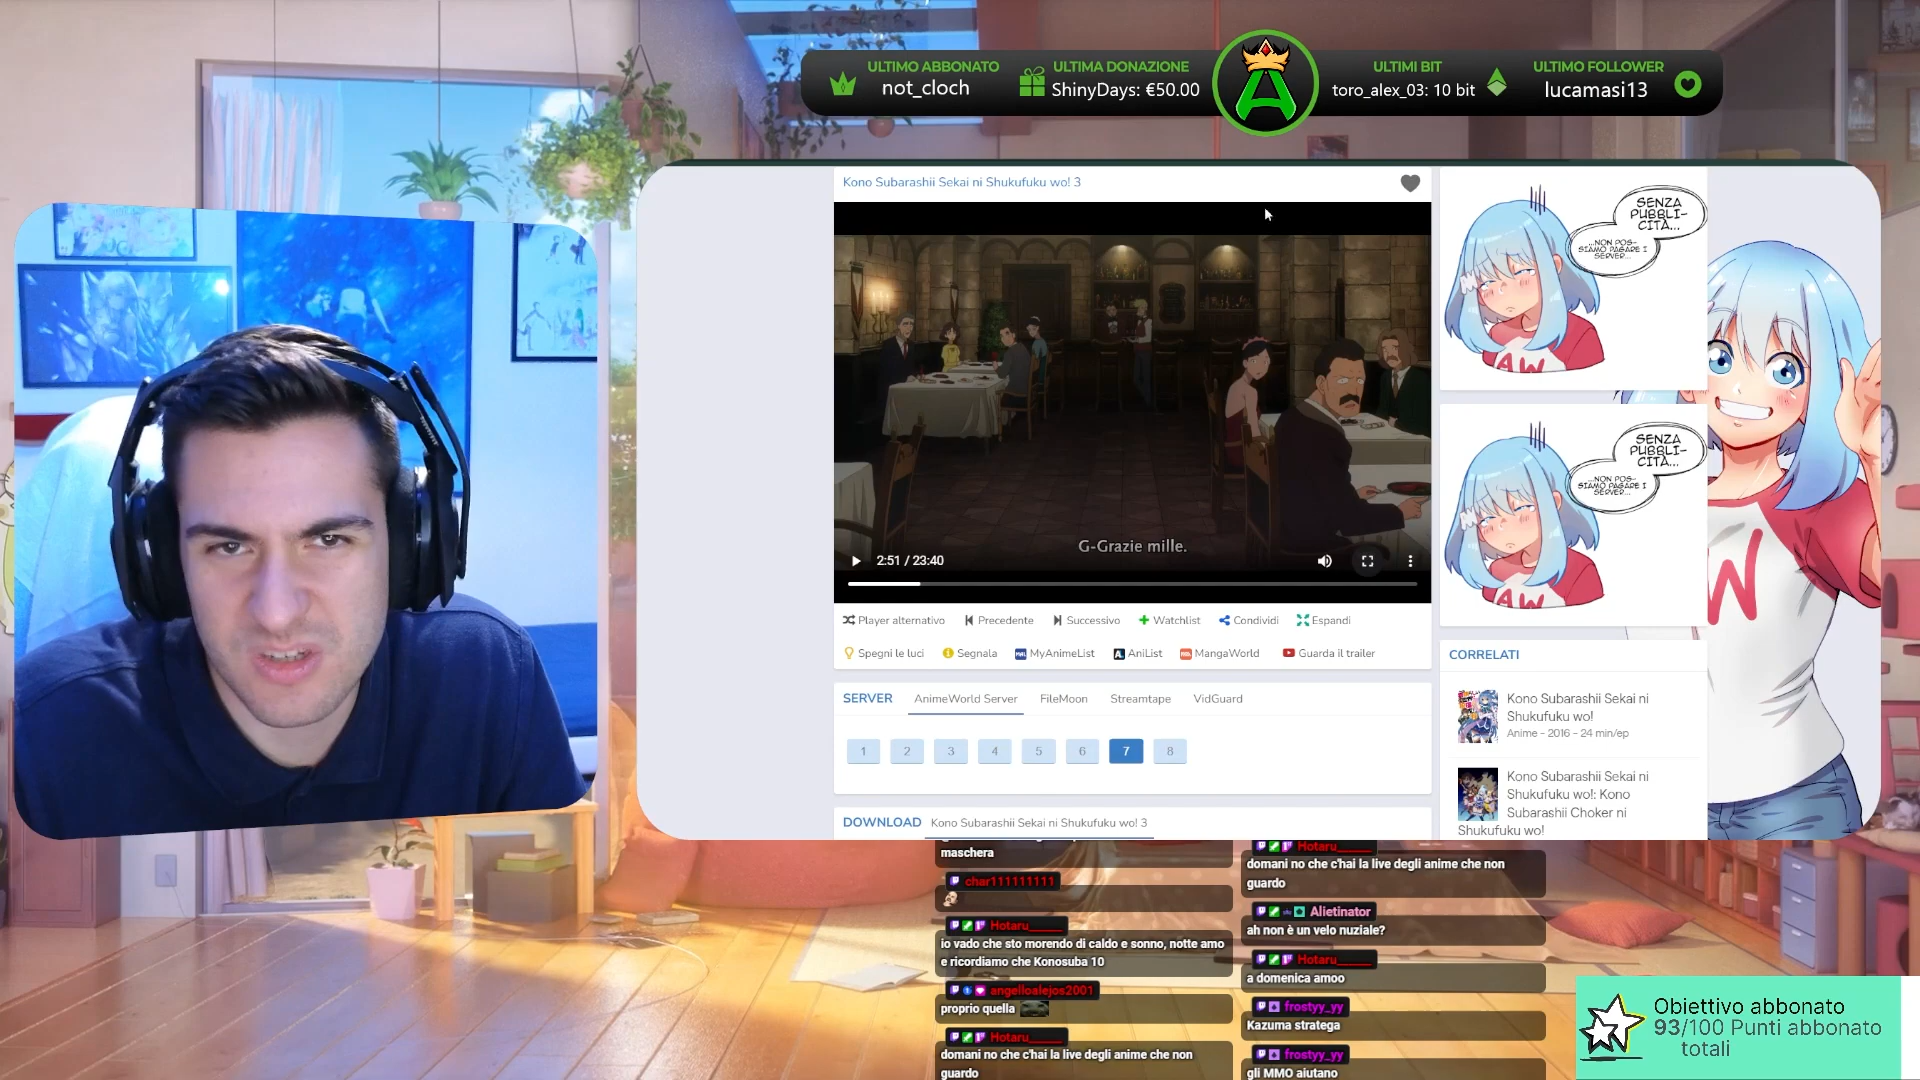 ULTIMO ABBONATO
not_cloch
ULTIMA DONAZIONE
ShinyDays: €50.00
ULTIMI BIT
toro_alex_03: 10 bit
ULTIMO FOLLOWER
lucamasi13
Kono Subarashii Sekai ni Shukufuku wo! 3
G-Grazie mille.
2:51 / 23:40
Player alternativo
Precedente
Successivo
Watchlist
Condividi
Espandi
Spegni le luci
Segnala
MyAnimeList
AniList
MangaWorld
Guarda il trailer
SERVER
AnimeWorld Server
FileMoon
Streamtape
VidGuard
1 2 3 4 5 6 7 8
DOWNLOAD
Kono Subarashii Sekai ni Shukufuku wo! 3
SENZA
PUBBLI-
CITÀ...
...NON POS-
SIAMO PAGARE I
SERVER...
AW
SENZA
PUBBLI-
CITÀ...
...NON POS-
SIAMO PAGARE I
SERVER...
AW
W
CORRELATI
Kono Subarashii Sekai ni
Shukufuku wo!
Anime - 2016 - 24 min/ep
Kono Subarashii Sekai ni
Shukufuku wo!: Kono
Subarashii Choker ni
Shukufuku wo!
maschera
char111111111
Hotaru______
io vado che sto morendo di caldo e sonno, notte amo
e ricordiamo che Konosuba 10
angelloalejos2001
proprio quella
Hotaru______
domani no che c'hai la live degli anime che non
guardo
Hotaru______
domani no che c'hai la live degli anime che non
guardo
Alietinator
ah non è un velo nuziale?
Hotaru______
a domenica amoo
frostyy_yy
Kazuma stratega
frostyy_yy
gli MMO aiutano
Obiettivo abbonato
93/100 Punti abbonato
totali